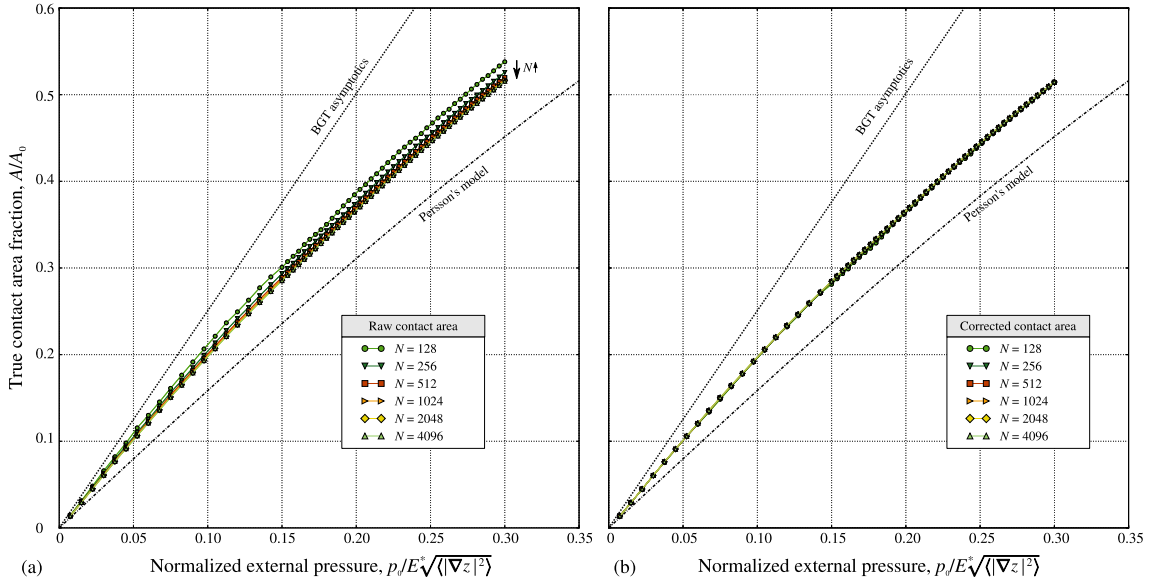 0.6
0.5
0.4
0.3
0.2
0.1
0
True contact area fraction, A/A₀
BGT asymptotics
Persson's model
N
Raw contact area
N = 128
N = 256
N = 512
N = 1024
N = 2048
N = 4096
0 0.05 0.10 0.15 0.20 0.25 0.30 0.35
(a)
Normalized external pressure, p₀/E*√⟨|∇z|²⟩
BGT asymptotics
Persson's model
Corrected contact area
N = 128
N = 256
N = 512
N = 1024
N = 2048
N = 4096
0 0.05 0.10 0.15 0.20 0.25 0.30 0.35
(b)
Normalized external pressure, p₀/E*√⟨|∇z|²⟩